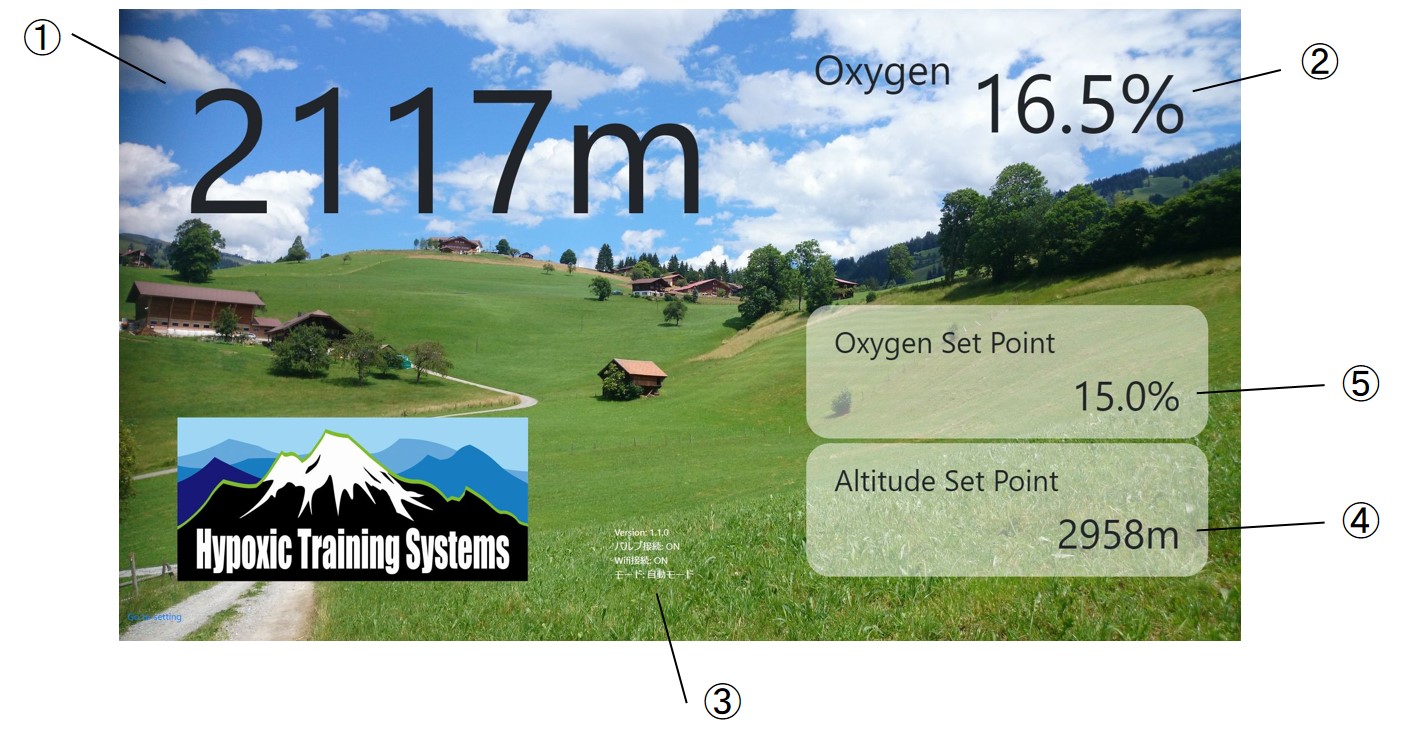 ①
2117m
Oxygen 16.5%
②
Oxygen Set Point
15.0%
⑤
Altitude Set Point
2958m
④
Hypoxic Training Systems
Version: 1.1.0
バルブ接続: ON
Wifi接続: ON
モード: 自動モード
Go to setting
③